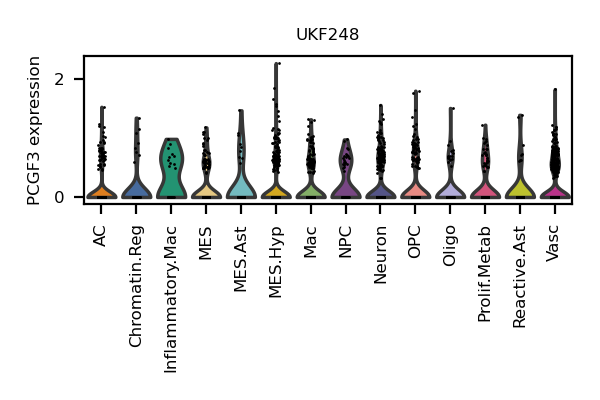 UKF248
PCGF3 expression
2
0
AC
Chromatin.Reg
Inflammatory.Mac
MES
MES.Ast
MES.Hyp
Mac
NPC
Neuron
OPC
Oligo
Prolif.Metab
Reactive.Ast
Vasc